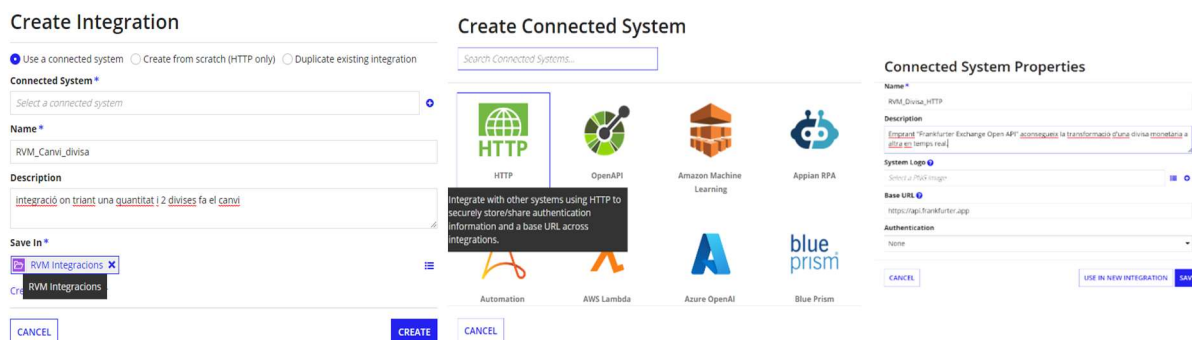 Create Integration
Use a connected system Create from scratch (HTTP only) Duplicate existing integration
Connected System *
Select a connected system
Name *
RVM_Canvi_divisa
Description
integració on triant una quantitat i 2 divises fa el canvi
Save In *
RVM Integracions
RVM Integracions
CANCEL
CREATE
Create Connected System
Search Connected Systems...
HTTP
HTTP
OpenAPI
Amazon Machine
Learning
Appian RPA
Integrate with other systems using HTTP to
securely store/share authentication
information and a base URL across
integrations.
blue
prism
Automation
AWS Lambda
Azure OpenAI
Blue Prism
CANCEL
Connected System Properties
Name *
RVM_Divisa_HTTP
Description
Emprant "Frankfurter Exchange Open API" aconsegueix la transformació d'una divisa monetaria a
altra en temps real.
System Logo
Select a PNG image
Base URL
https://api.frankfurter.app
Authentication
None
CANCEL
USE IN NEW INTEGRATION